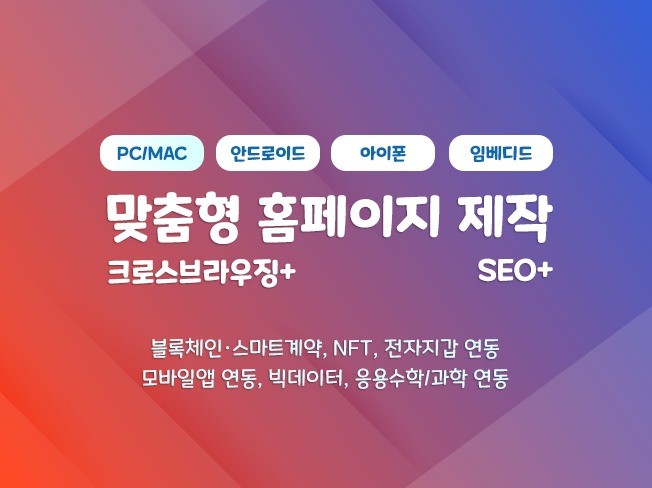 PC/MAC 안드로이드 아이폰 임베디드
맞춤형 홈페이지 제작
크로스브라우징+ SEO+
블록체인·스마트계약, NFT, 전자지갑 연동
모바일앱 연동, 빅데이터, 응용수학/과학 연동